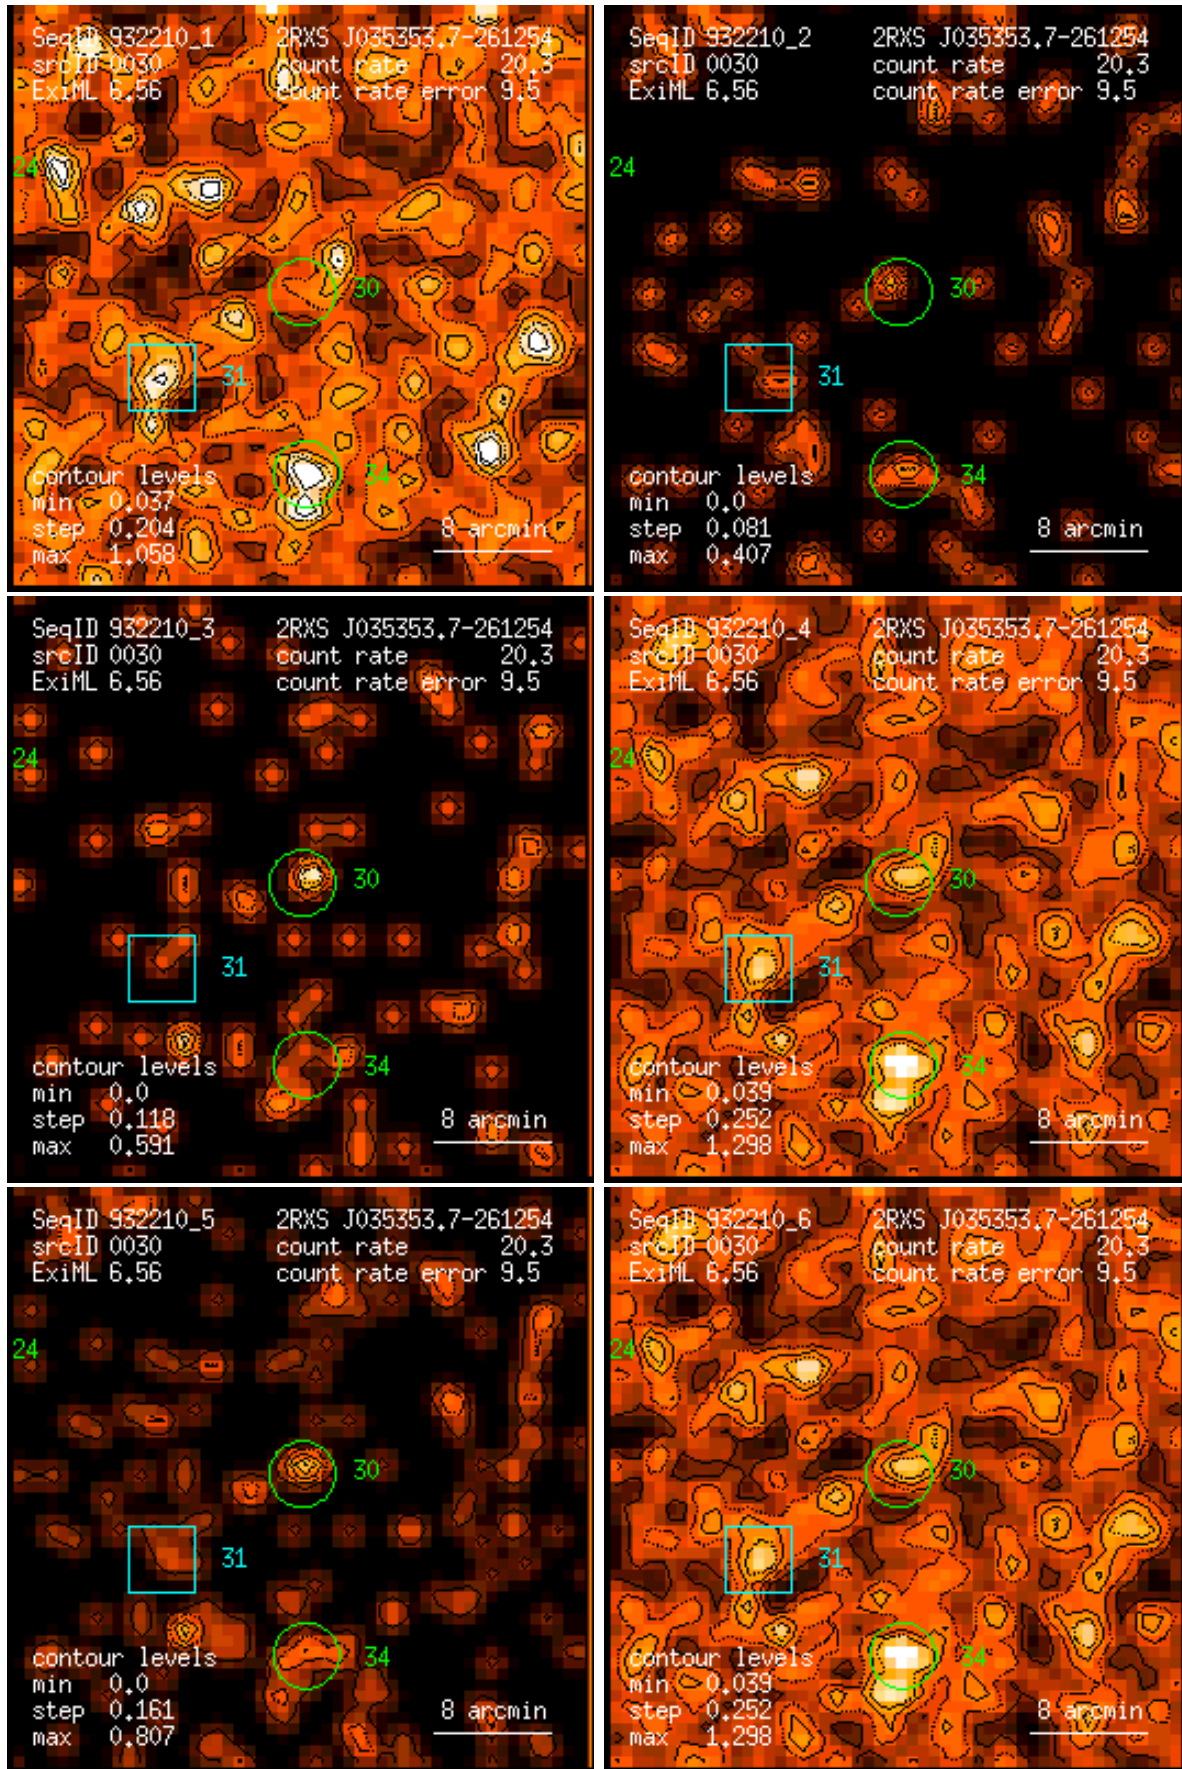 SeqID 932210_1 2RXS J035353.7-261254
srcID 0030 count rate 20.3
ExiML 6.56 count rate error 9.5
24
30
31
34
contour levels
min 0.037
step 0.204 8 arcmin
max 1.058
SeqID 932210_2 2RXS J035353.7-261254
srcID 0030 count rate 20.3
ExiML 6.56 count rate error 9.5
24
30
31
34
contour levels
min 0.0
step 0.081 8 arcmin
max 0.407
SeqID 932210_3 2RXS J035353.7-261254
srcID 0030 count rate 20.3
ExiML 6.56 count rate error 9.5
24
30
31
34
contour levels
min 0.0
step 0.118 8 arcmin
max 0.591
SeqID 932210_4 2RXS J035353.7-261254
srcID 0030 count rate 20.3
ExiML 6.56 count rate error 9.5
24
30
31
34
contour levels
min 0.039
step 0.252 8 arcmin
max 1.298
SeqID 932210_5 2RXS J035353.7-261254
srcID 0030 count rate 20.3
ExiML 6.56 count rate error 9.5
24
30
31
34
contour levels
min 0.0
step 0.161 8 arcmin
max 0.807
SeqID 932210_6 2RXS J035353.7-261254
srcID 0030 count rate 20.3
ExiML 6.56 count rate error 9.5
24
30
31
34
contour levels
min 0.039
step 0.252 8 arcmin
max 1.298